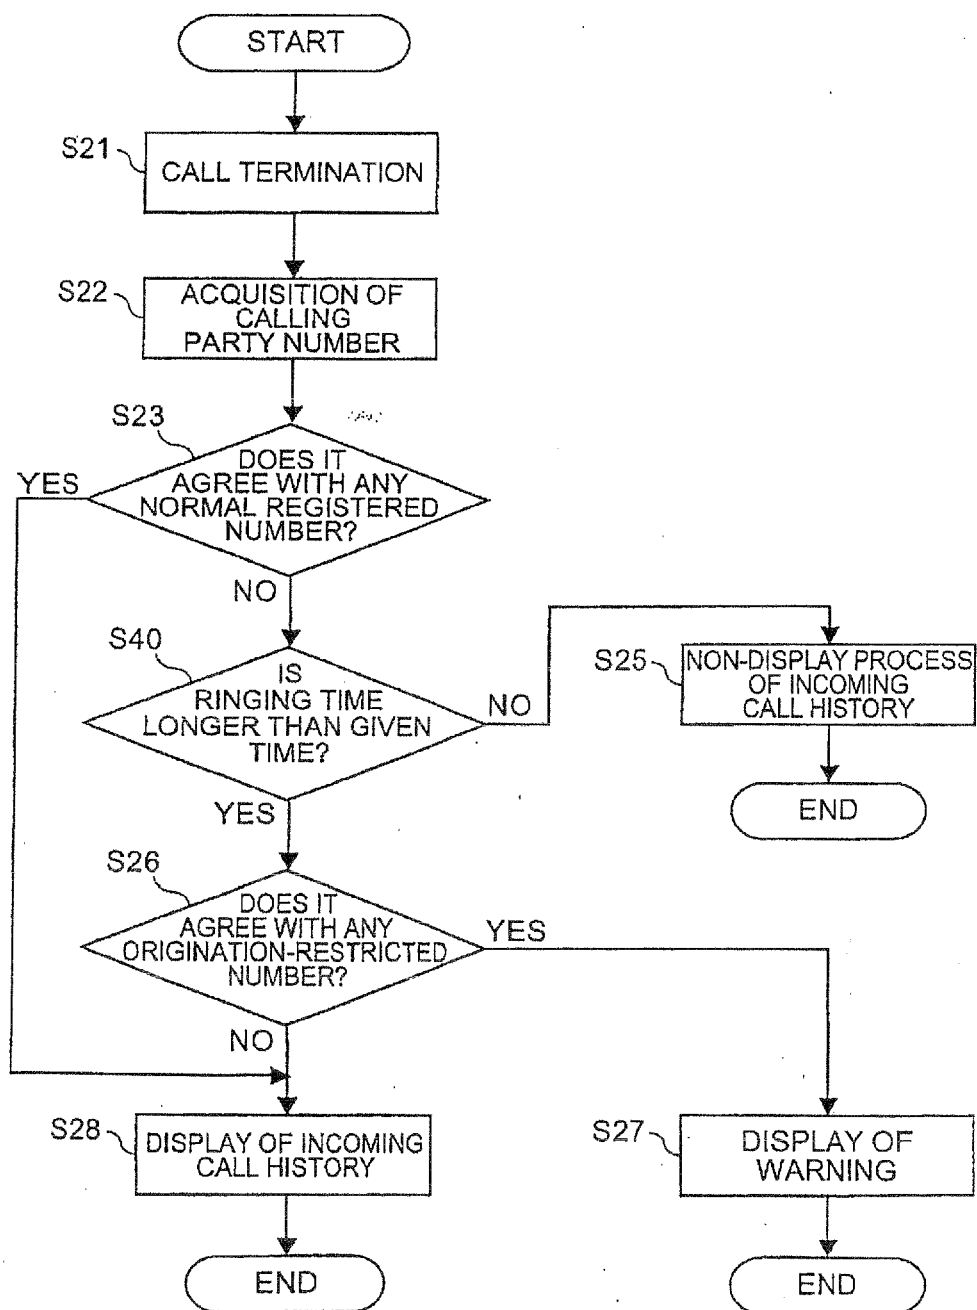 START
S21
CALL TERMINATION
S22
ACQUISITION OF
CALLING
PARTY NUMBER
S23
DOES IT
AGREE WITH ANY
NORMAL REGISTERED
NUMBER?
YES
NO
S40
IS
RINGING TIME
LONGER THAN GIVEN
TIME?
NO
S25
NON-DISPLAY PROCESS
OF INCOMING
CALL HISTORY
END
YES
S26
DOES IT
AGREE WITH ANY
ORIGINATION-RESTRICTED
NUMBER?
YES
NO
S28
DISPLAY OF INCOMING
CALL HISTORY
S27
DISPLAY OF
WARNING
END
END